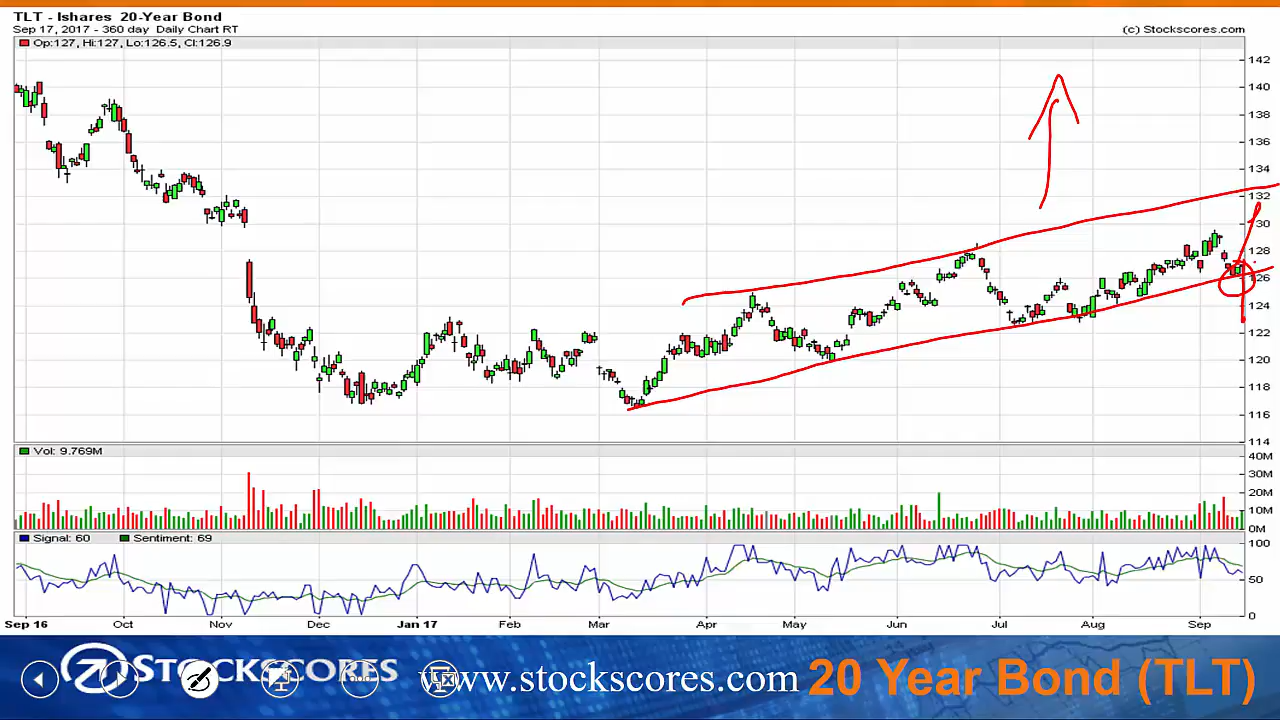 TLT - Ishares 20-Year Bond
Sep 17, 2017 - 360 day Daily Chart RT
(c) Stockscores.com
Op:127, Hi:127, Lo:126.5, Cl:126.9
142
140
138
136
134
132
130
128
126
124
122
120
118
116
114
Vol: 9.769M
40M
30M
20M
10M
0M
Signal: 60 Sentiment: 69
100
50
0
Sep 16 Oct Nov Dec Jan 17 Feb Mar Apr May Jun Jul Aug Sep
STOCKSCORES www.stockscores.com 20 Year Bond (TLT)